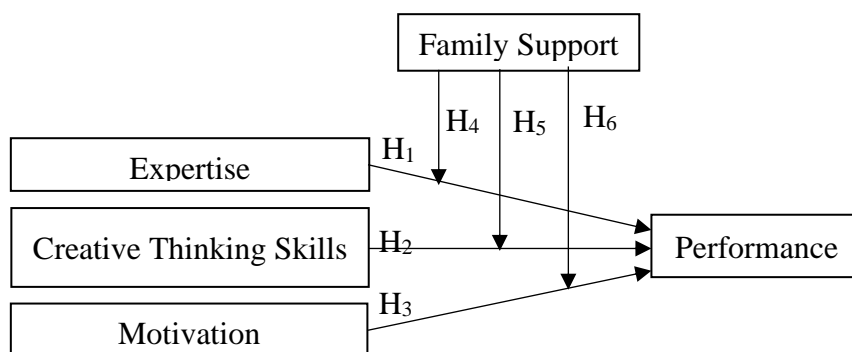 Family Support
H₄
H₅
H₆
H₁
Expertise
Creative Thinking Skills
H₂
Performance
H₃
Motivation